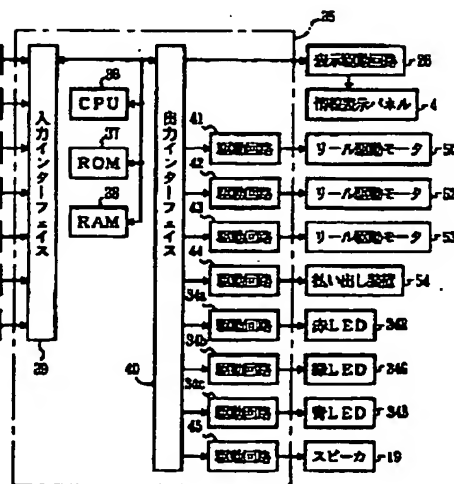 35
入力インターフェイス
39
36
CPU
37
ROM
38
RAM
出力インターフェイス
40
表示駆動回路
26
情報表示パネル
4
41
駆動回路
リール駆動モータ
42
駆動回路
リール駆動モータ
52
43
駆動回路
リール駆動モータ
53
44
駆動回路
払い出し装置
54
34a
駆動回路
赤LED
342
34b
駆動回路
緑LED
34c
駆動回路
青LED
343
45
駆動回路
スピーカ
19